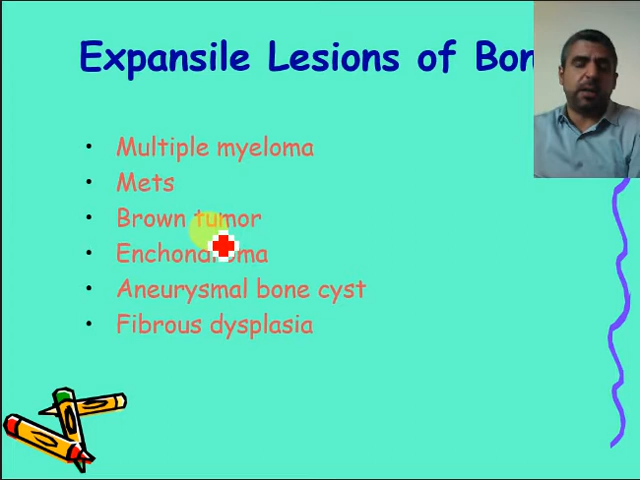 Expansile Lesions of Bon
• Multiple myeloma
• Mets
• Brown tumor
• Enchondroma
• Aneurysmal bone cyst
• Fibrous dysplasia